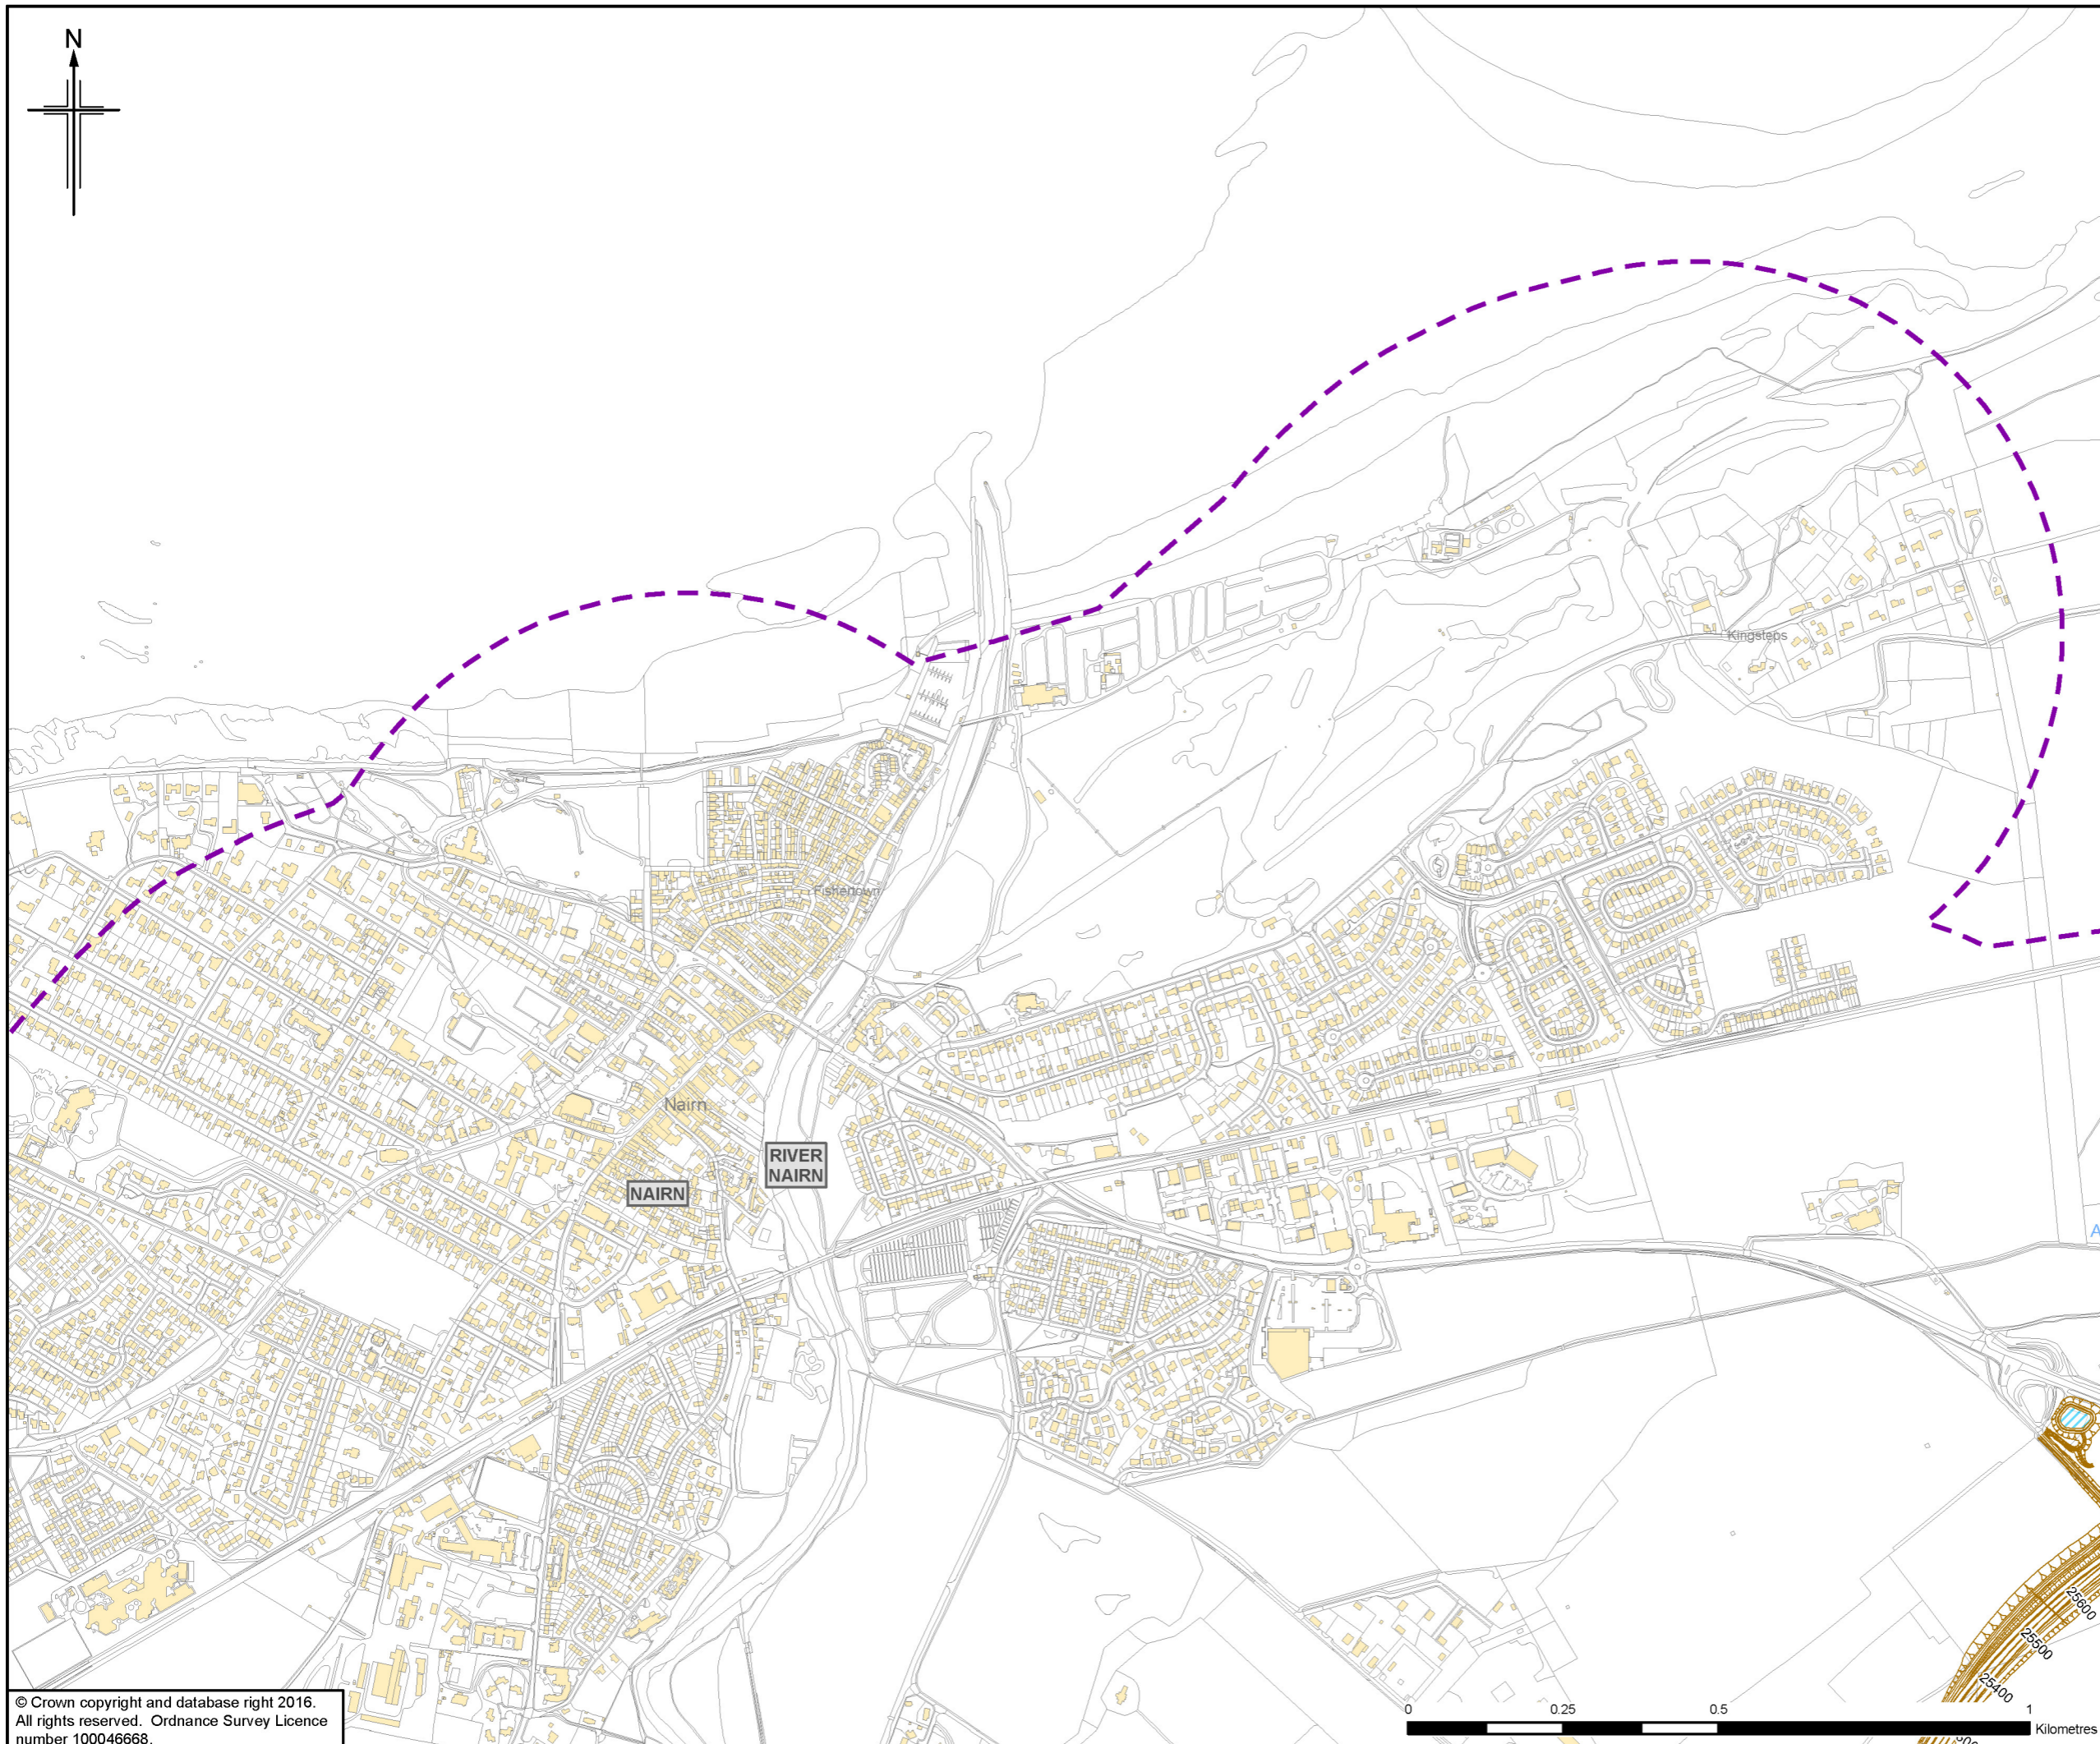 N
Kingsteps
Fishertown
Nairn
RIVER
NAIRN
NAIRN
A
25600
25500
25400
© Crown copyright and database right 2016.
All rights reserved. Ordnance Survey Licence
number 100046668.
0 0.25 0.5 1
Kilometres